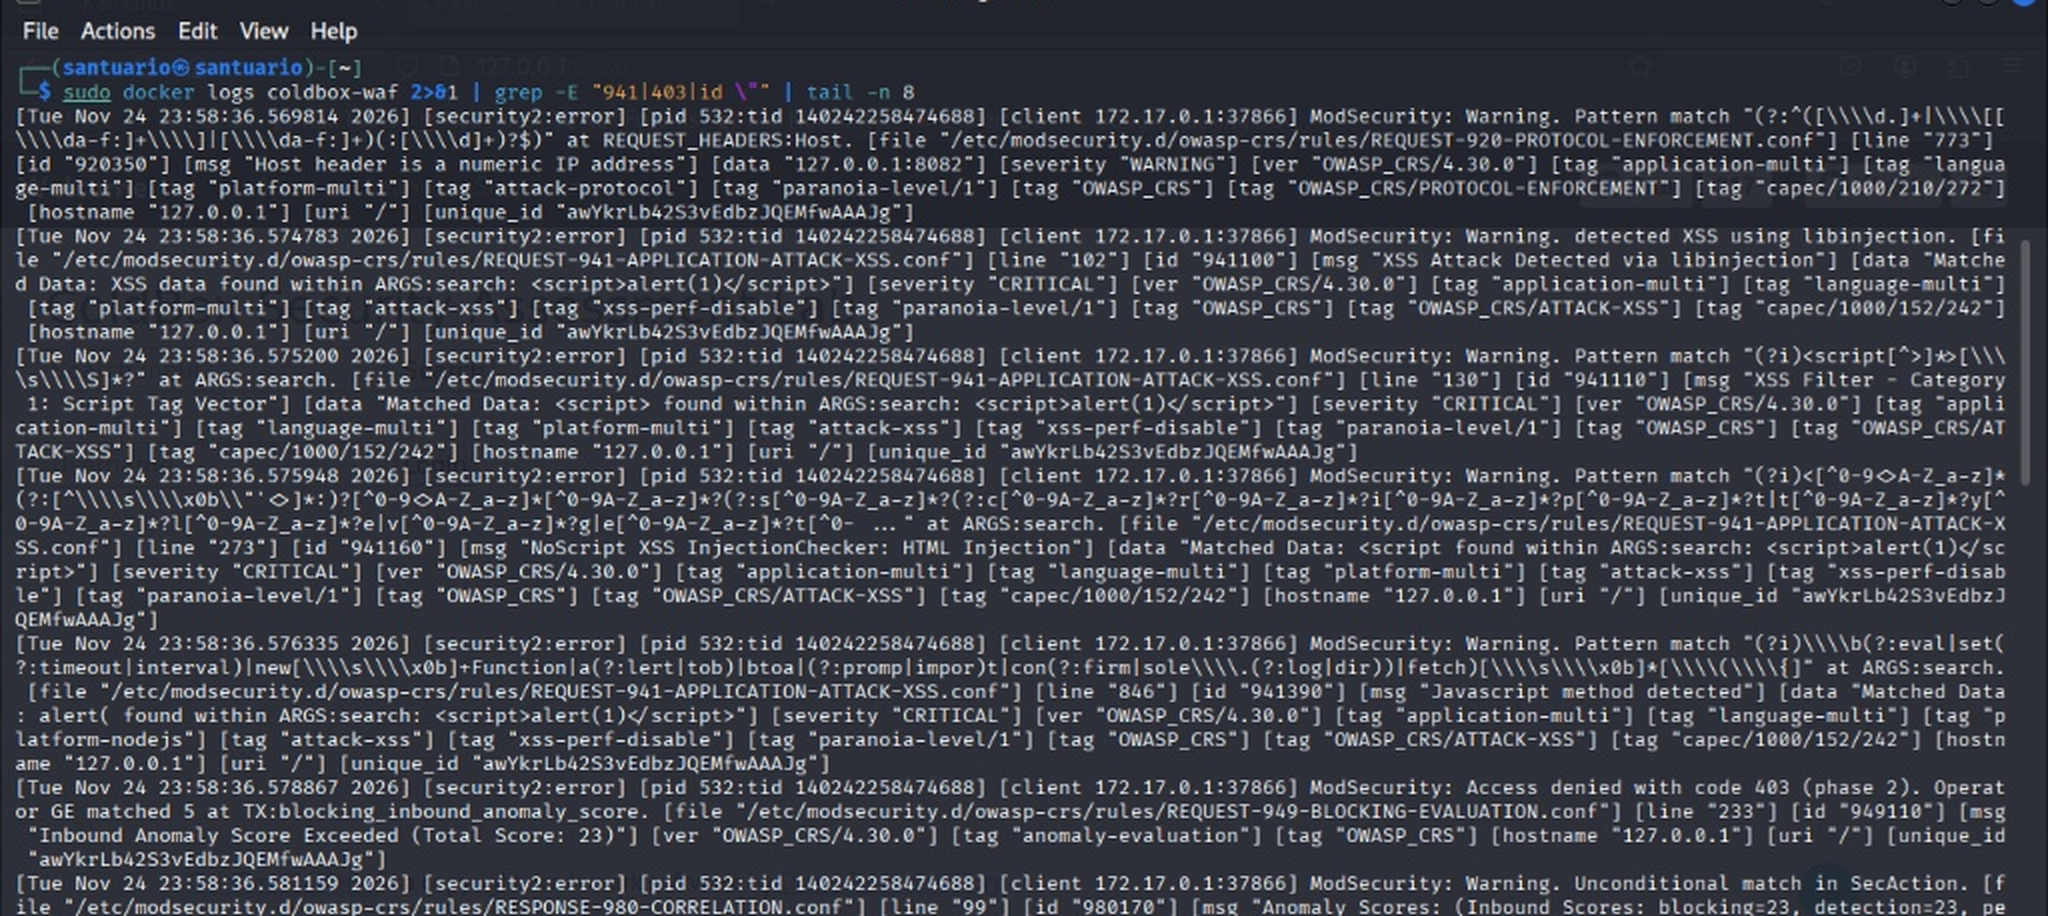 File Actions Edit View Help
┌──(santuario㉿santuario)-[~]
└─$ sudo docker logs coldbox-waf 2>&1 | grep -E "941|403|id \"" | tail -n 8
[Tue Nov 24 23:58:36.569814 2026] [security2:error] [pid 532:tid 140242258474688] [client 172.17.0.1:37866] ModSecurity: Warning. Pattern match "(?:^([\\\\d.]+|\\\\[[
\\\\da-f:]+\\\\]|[\\\\da-f:]+)(:[\\\\d]+)?$)" at REQUEST_HEADERS:Host. [file "/etc/modsecurity.d/owasp-crs/rules/REQUEST-920-PROTOCOL-ENFORCEMENT.conf"] [line "773"]
[id "920350"] [msg "Host header is a numeric IP address"] [data "127.0.0.1:8082"] [severity "WARNING"] [ver "OWASP_CRS/4.30.0"] [tag "application-multi"] [tag "langua
ge-multi"] [tag "platform-multi"] [tag "attack-protocol"] [tag "paranoia-level/1"] [tag "OWASP_CRS"] [tag "OWASP_CRS/PROTOCOL-ENFORCEMENT"] [tag "capec/1000/210/272"]
[hostname "127.0.0.1"] [uri "/"] [unique_id "awYkrLb42S3vEdbzJQEMfwAAAJg"]
[Tue Nov 24 23:58:36.574783 2026] [security2:error] [pid 532:tid 140242258474688] [client 172.17.0.1:37866] ModSecurity: Warning. detected XSS using libinjection. [fi
le "/etc/modsecurity.d/owasp-crs/rules/REQUEST-941-APPLICATION-ATTACK-XSS.conf"] [line "102"] [id "941100"] [msg "XSS Attack Detected via libinjection"] [data "Matche
d Data: XSS data found within ARGS:search: <script>alert(1)</script>"] [severity "CRITICAL"] [ver "OWASP_CRS/4.30.0"] [tag "application-multi"] [tag "language-multi"]
[tag "platform-multi"] [tag "attack-xss"] [tag "xss-perf-disable"] [tag "paranoia-level/1"] [tag "OWASP_CRS"] [tag "OWASP_CRS/ATTACK-XSS"] [tag "capec/1000/152/242"]
[hostname "127.0.0.1"] [uri "/"] [unique_id "awYkrLb42S3vEdbzJQEMfwAAAJg"]
[Tue Nov 24 23:58:36.575200 2026] [security2:error] [pid 532:tid 140242258474688] [client 172.17.0.1:37866] ModSecurity: Warning. Pattern match "(?i)<script[^>]*>[\\\
\s\\\\S]*?" at ARGS:search. [file "/etc/modsecurity.d/owasp-crs/rules/REQUEST-941-APPLICATION-ATTACK-XSS.conf"] [line "130"] [id "941110"] [msg "XSS Filter - Category
1: Script Tag Vector"] [data "Matched Data: <script> found within ARGS:search: <script>alert(1)</script>"] [severity "CRITICAL"] [ver "OWASP_CRS/4.30.0"] [tag "appli
cation-multi"] [tag "language-multi"] [tag "platform-multi"] [tag "attack-xss"] [tag "xss-perf-disable"] [tag "paranoia-level/1"] [tag "OWASP_CRS"] [tag "OWASP_CRS/AT
TACK-XSS"] [tag "capec/1000/152/242"] [hostname "127.0.0.1"] [uri "/"] [unique_id "awYkrLb42S3vEdbzJQEMfwAAAJg"]
[Tue Nov 24 23:58:36.575948 2026] [security2:error] [pid 532:tid 140242258474688] [client 172.17.0.1:37866] ModSecurity: Warning. Pattern match "(?i)<[^0-9<>A-Z_a-z]*
(?:[^\\\\s\\\\x0b\\"'<>]*:)?[^0-9<>A-Z_a-z]*[^0-9A-Z_a-z]*?(?:s[^0-9A-Z_a-z]*?(?:c[^0-9A-Z_a-z]*?r[^0-9A-Z_a-z]*?i[^0-9A-Z_a-z]*?p[^0-9A-Z_a-z]*?t|t[^0-9A-Z_a-z]*?y[^
0-9A-Z_a-z]*?l[^0-9A-Z_a-z]*?e|v[^0-9A-Z_a-z]*?g|e[^0-9A-Z_a-z]*?t[^0- ..." at ARGS:search. [file "/etc/modsecurity.d/owasp-crs/rules/REQUEST-941-APPLICATION-ATTACK-X
SS.conf"] [line "273"] [id "941160"] [msg "NoScript XSS InjectionChecker: HTML Injection"] [data "Matched Data: <script found within ARGS:search: <script>alert(1)</sc
ript>"] [severity "CRITICAL"] [ver "OWASP_CRS/4.30.0"] [tag "application-multi"] [tag "language-multi"] [tag "platform-multi"] [tag "attack-xss"] [tag "xss-perf-disab
le"] [tag "paranoia-level/1"] [tag "OWASP_CRS"] [tag "OWASP_CRS/ATTACK-XSS"] [tag "capec/1000/152/242"] [hostname "127.0.0.1"] [uri "/"] [unique_id "awYkrLb42S3vEdbzJ
QEMfwAAAJg"]
[Tue Nov 24 23:58:36.576335 2026] [security2:error] [pid 532:tid 140242258474688] [client 172.17.0.1:37866] ModSecurity: Warning. Pattern match "(?i)\\\\b(?:eval|set(
?:timeout|interval)|new[\\\\s\\\\x0b]+Function|a(?:lert|tob)|btoa|(?:promp|impor)t|con(?:firm|sole\\\\.(?:log|dir))|fetch)[\\\\s\\\\x0b]*[\\\\(\\\\{]" at ARGS:search.
[file "/etc/modsecurity.d/owasp-crs/rules/REQUEST-941-APPLICATION-ATTACK-XSS.conf"] [line "846"] [id "941390"] [msg "Javascript method detected"] [data "Matched Data
: alert( found within ARGS:search: <script>alert(1)</script>"] [severity "CRITICAL"] [ver "OWASP_CRS/4.30.0"] [tag "application-multi"] [tag "language-multi"] [tag "p
latform-nodejs"] [tag "attack-xss"] [tag "xss-perf-disable"] [tag "paranoia-level/1"] [tag "OWASP_CRS"] [tag "OWASP_CRS/ATTACK-XSS"] [tag "capec/1000/152/242"] [hostn
ame "127.0.0.1"] [uri "/"] [unique_id "awYkrLb42S3vEdbzJQEMfwAAAJg"]
[Tue Nov 24 23:58:36.578867 2026] [security2:error] [pid 532:tid 140242258474688] [client 172.17.0.1:37866] ModSecurity: Access denied with code 403 (phase 2). Operat
or GE matched 5 at TX:blocking_inbound_anomaly_score. [file "/etc/modsecurity.d/owasp-crs/rules/REQUEST-949-BLOCKING-EVALUATION.conf"] [line "233"] [id "949110"] [msg
"Inbound Anomaly Score Exceeded (Total Score: 23)"] [ver "OWASP_CRS/4.30.0"] [tag "anomaly-evaluation"] [tag "OWASP_CRS"] [hostname "127.0.0.1"] [uri "/"] [unique_id
"awYkrLb42S3vEdbzJQEMfwAAAJg"]
[Tue Nov 24 23:58:36.581159 2026] [security2:error] [pid 532:tid 140242258474688] [client 172.17.0.1:37866] ModSecurity: Warning. Unconditional match in SecAction. [f
ile "/etc/modsecurity.d/owasp-crs/rules/RESPONSE-980-CORRELATION.conf"] [line "99"] [id "980170"] [msg "Anomaly Scores: (Inbound Scores: blocking=23, detection=23, pe